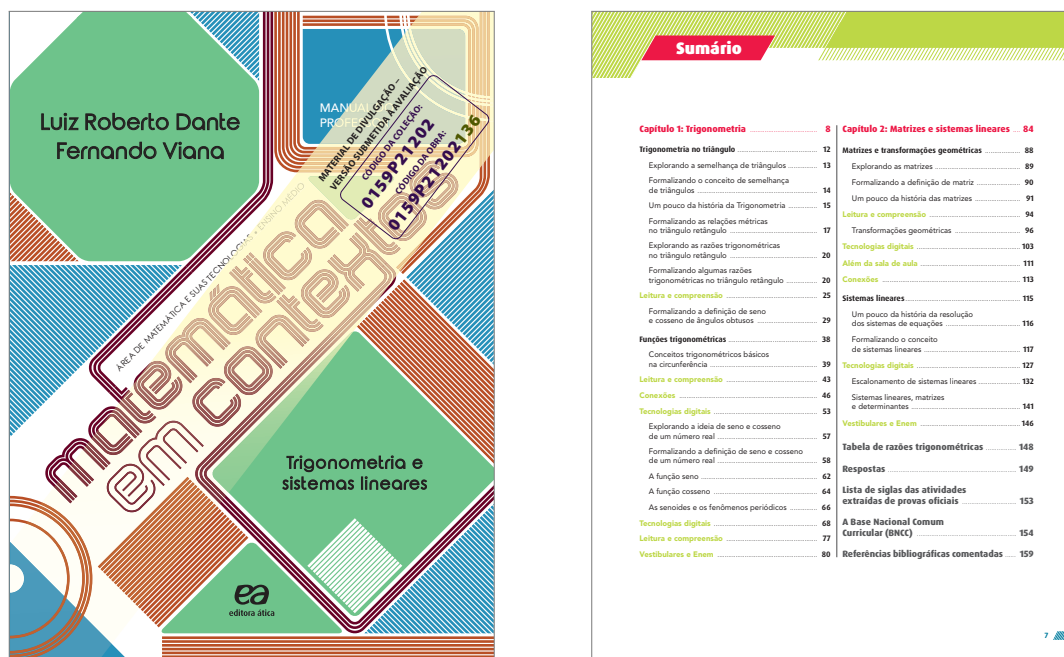 Luiz Roberto Dante
Fernando Viana
MANUAL
PROFES
MATERIAL DE DIVULGAÇÃO –
VERSÃO SUBMETIDA À AVALIAÇÃO
CÓDIGO DA COLEÇÃO:
0159P21202
CÓDIGO DA OBRA:
0159P21202136
ÁREA DE MATEMÁTICA E SUAS TECNOLOGIAS • ENSINO MÉDIO
matemática
em contextos
Trigonometria e
sistemas lineares
ea
editora ática
Sumário
Capítulo 1: Trigonometria 8
Trigonometria no triângulo 12
Explorando a semelhança de triângulos 13
Formalizando o conceito de semelhança
de triângulos 14
Um pouco da história da Trigonometria 15
Formalizando as relações métricas
no triângulo retângulo 17
Explorando as razões trigonométricas
no triângulo retângulo 20
Formalizando algumas razões
trigonométricas no triângulo retângulo 20
Leitura e compreensão 25
Formalizando a definição de seno
e cosseno de ângulos obtusos 29
Funções trigonométricas 38
Conceitos trigonométricos básicos
na circunferência 39
Leitura e compreensão 43
Conexões 46
Tecnologias digitais 53
Explorando a ideia de seno e cosseno
de um número real 57
Formalizando a definição de seno e cosseno
de um número real 58
A função seno 62
A função cosseno 64
As senoides e os fenômenos periódicos 66
Tecnologias digitais 68
Leitura e compreensão 77
Vestibulares e Enem 80
Capítulo 2: Matrizes e sistemas lineares 84
Matrizes e transformações geométricas 88
Explorando as matrizes 89
Formalizando a definição de matriz 90
Um pouco da história das matrizes 91
Leitura e compreensão 94
Transformações geométricas 96
Tecnologias digitais 103
Além da sala de aula 111
Conexões 113
Sistemas lineares 115
Um pouco da história da resolução
dos sistemas de equações 116
Formalizando o conceito
de sistemas lineares 117
Tecnologias digitais 127
Escalonamento de sistemas lineares 132
Sistemas lineares, matrizes
e determinantes 141
Vestibulares e Enem 146
Tabela de razões trigonométricas 148
Respostas 149
Lista de siglas das atividades
extraídas de provas oficiais 153
A Base Nacional Comum
Curricular (BNCC) 154
Referências bibliográficas comentadas 159
7